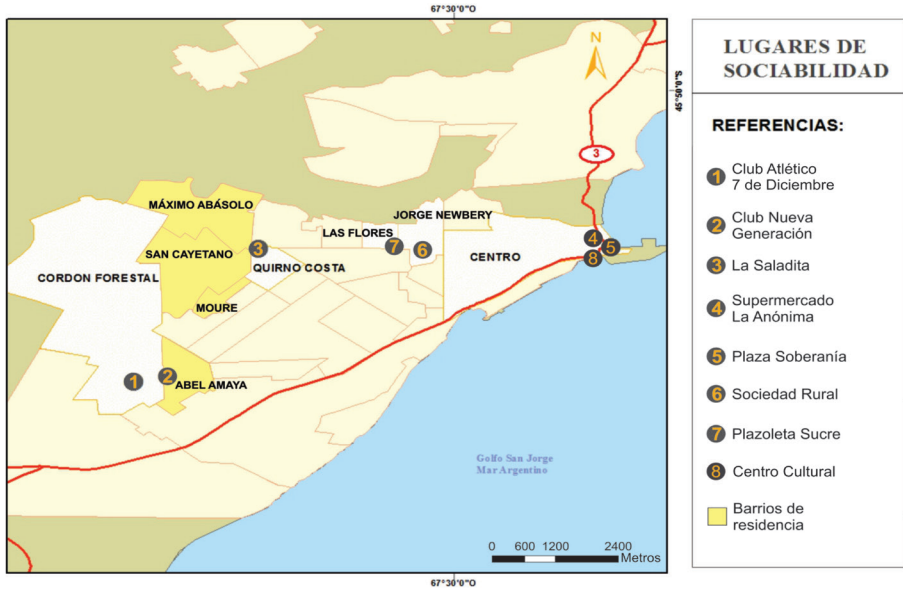 67°30'0"O
N
45°50'0"S
3
MÁXIMO ABÁSOLO
JORGE NEWBERY
LAS FLORES
4
7
5
SAN CAYETANO
3
6
QUIRNO COSTA
CENTRO
8
CORDON FORESTAL
MOURE
1
2
ABEL AMAYA
Golfo San Jorge
Mar Argentino
0 600 1200 2400
Metros
67°30'0"O
LUGARES DE
SOCIABILIDAD
REFERENCIAS:
1 Club Atlético
7 de Diciembre
2 Club Nueva
Generación
3 La Saladita
4 Supermercado
La Anónima
5 Plaza Soberanía
6 Sociedad Rural
7 Plazoleta Sucre
8 Centro Cultural
Barrios de
residencia